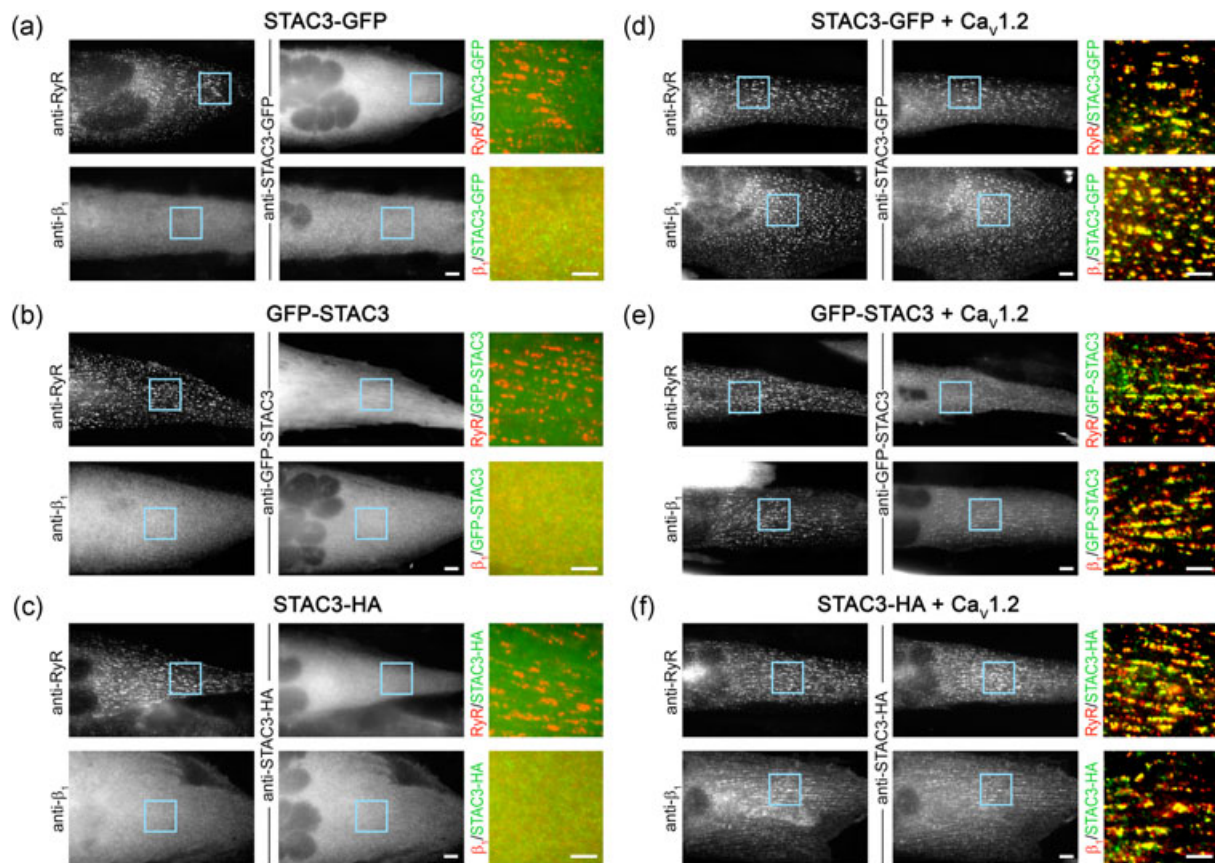 (a)
STAC3-GFP
anti-RyR
anti-STAC3-GFP
RyR/STAC3-GFP
anti-β₁
β₁/STAC3-GFP
(b)
GFP-STAC3
anti-RyR
anti-GFP-STAC3
RyR/GFP-STAC3
anti-β₁
β₁/GFP-STAC3
(c)
STAC3-HA
anti-RyR
anti-STAC3-HA
RyR/STAC3-HA
anti-β₁
β₁/STAC3-HA
(d)
STAC3-GFP + Caᵥ1.2
anti-RyR
anti-STAC3-GFP
RyR/STAC3-GFP
anti-β₁
β₁/STAC3-GFP
(e)
GFP-STAC3 + Caᵥ1.2
anti-RyR
anti-GFP-STAC3
RyR/GFP-STAC3
anti-β₁
β₁/GFP-STAC3
(f)
STAC3-HA + Caᵥ1.2
anti-RyR
anti-STAC3-HA
RyR/STAC3-HA
anti-β₁
β₁/STAC3-HA